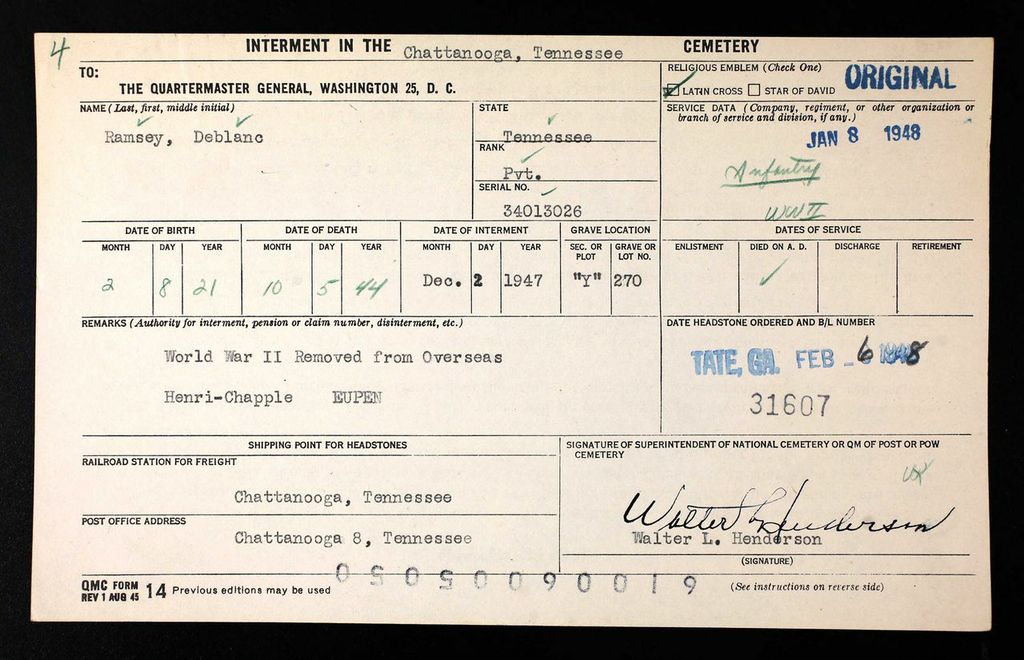 4
INTERMENT IN THE Chattanooga, Tennessee CEMETERY
TO:
THE QUARTERMASTER GENERAL, WASHINGTON 25, D. C.
RELIGIOUS EMBLEM (Check One)
LATIN CROSS STAR OF DAVID
ORIGINAL
NAME (Last, first, middle initial)
Ramsey, Deblanc
STATE
Tennessee
RANK
Pvt.
SERIAL NO.
34013026
SERVICE DATA (Company, regiment, or other organization or
branch of service and division, if any.)
JAN 8 1948
Infantry
WW II
DATE OF BIRTH
MONTH DAY YEAR
2 8 21
DATE OF DEATH
MONTH DAY YEAR
10 5 44
DATE OF INTERMENT
MONTH DAY YEAR
Dec. 2 1947
GRAVE LOCATION
SEC. OR PLOT
GRAVE OR LOT NO.
"Y" 270
DATES OF SERVICE
ENLISTMENT DIED ON A. D. DISCHARGE RETIREMENT
REMARKS (Authority for interment, pension or claim number, disinterment, etc.)
World War II Removed from Overseas
Henri-Chapple EUPEN
DATE HEADSTONE ORDERED AND B/L NUMBER
TATE, GA. FEB - 6 1948
31607
SHIPPING POINT FOR HEADSTONES
RAILROAD STATION FOR FREIGHT
Chattanooga, Tennessee
POST OFFICE ADDRESS
Chattanooga 8, Tennessee
SIGNATURE OF SUPERINTENDENT OF NATIONAL CEMETERY OR QM OF POST OR POW
CEMETERY
Walter L. Henderson
Walter L. Henderson
(SIGNATURE)
QMC FORM
REV 1 AUG 45 14 Previous editions may be used
(See instructions on reverse side)